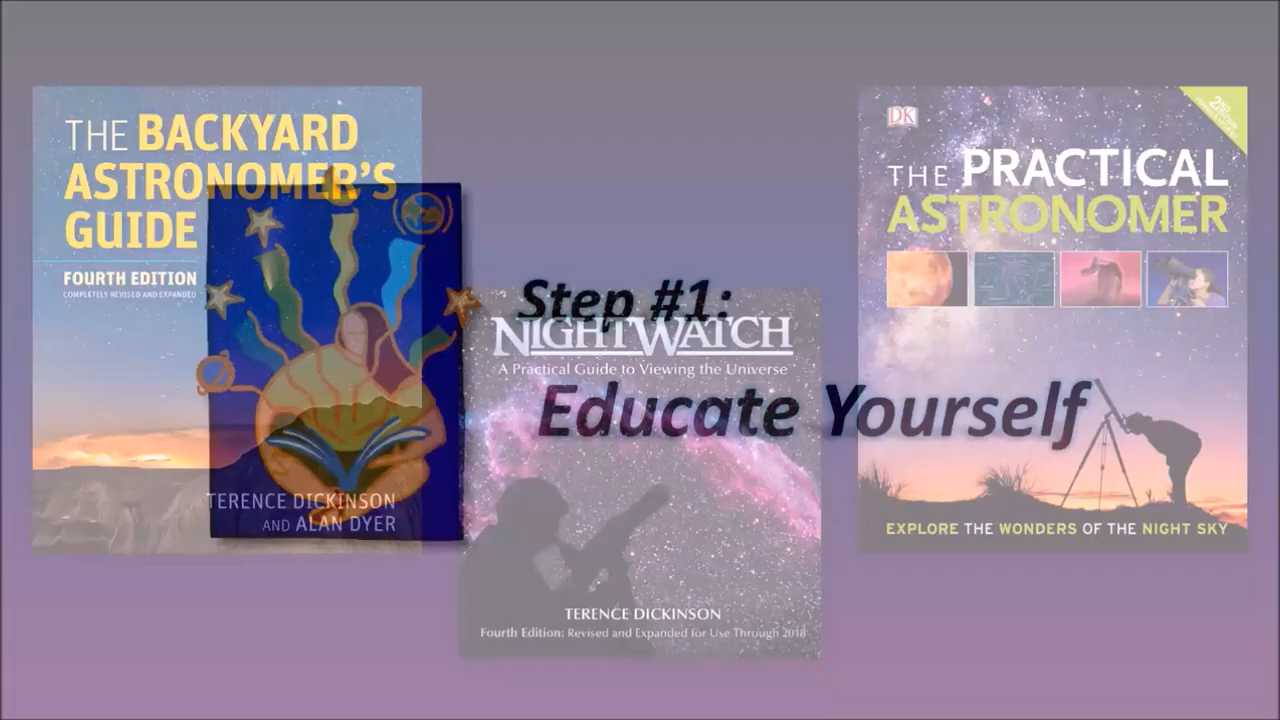 THE BACKYARD
ASTRONOMER'S
GUIDE
FOURTH EDITION
COMPLETELY REVISED AND EXPANDED
TERENCE DICKINSON
AND ALAN DYER
Step #1:
Educate Yourself
NIGHTWATCH
A Practical Guide to Viewing the Universe
TERENCE DICKINSON
Fourth Edition: Revised and Expanded for Use Through 2018
DK
2ND
THE PRACTICAL
ASTRONOMER
EXPLORE THE WONDERS OF THE NIGHT SKY